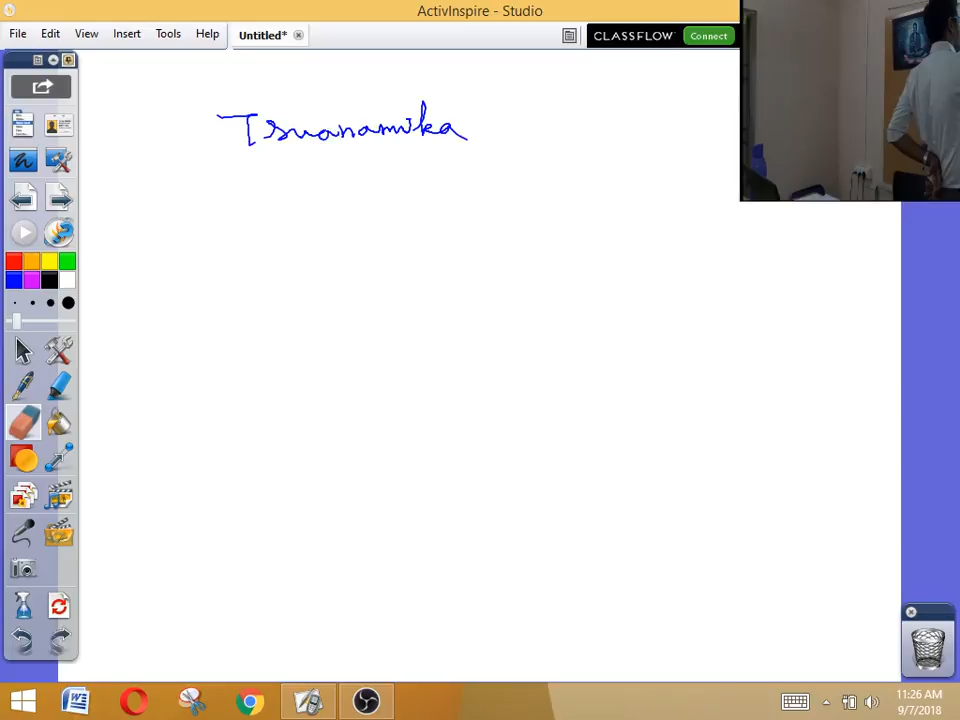 ActivInspire - Studio
File Edit View Insert Tools Help Untitled* CLASSFLOW Connect
Tsuanamika
11:26 AM
9/7/2018